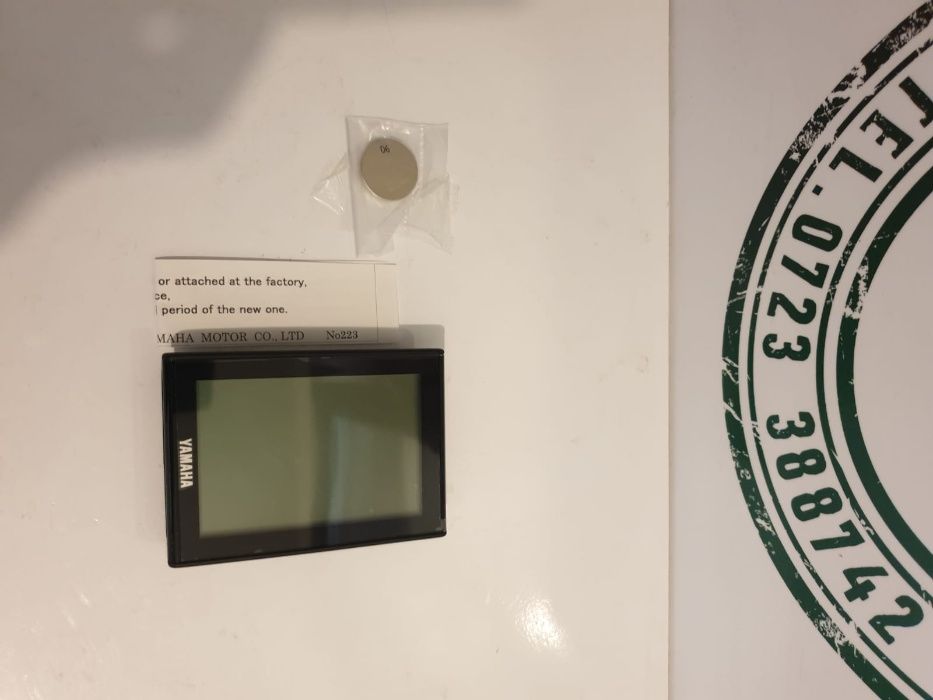 06
or attached at the factory,
ce,
period of the new one.
MAHA MOTOR CO., LTD No223
YAMAHA
TEL. 0723 388742